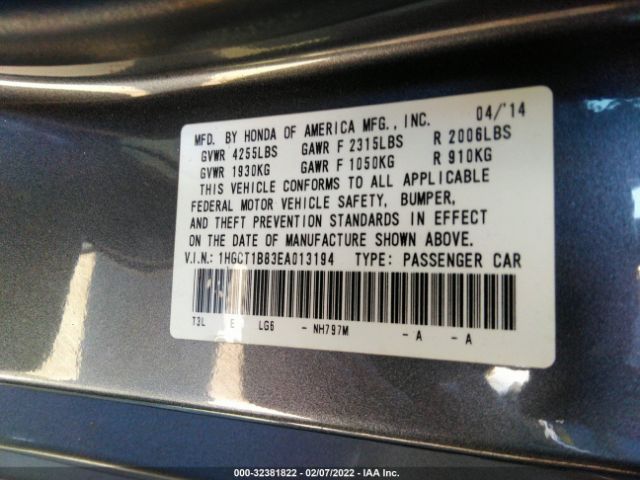 MFD. BY HONDA OF AMERICA MFG., INC. 04/'14
GVWR 4255LBS GAWR F 2315LBS R 2006LBS
GVWR 1930KG GAWR F 1050KG R 910KG
THIS VEHICLE CONFORMS TO ALL APPLICABLE
FEDERAL MOTOR VEHICLE SAFETY, BUMPER,
AND THEFT PREVENTION STANDARDS IN EFFECT
ON THE DATE OF MANUFACTURE SHOWN ABOVE.
V.I.N.: 1HGCT1B83EA013194 TYPE: PASSENGER CAR
T3L E LG6 - NH797M - A - A
000-32381822 - 02/07/2022 - IAA Inc.